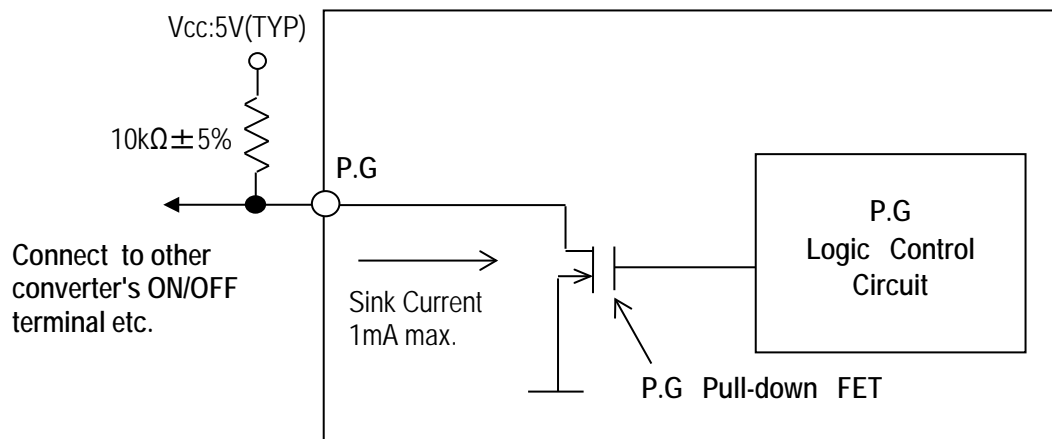 Vcc:5V(TYP)
10kΩ±5%
P.G
Connect to other
converter's ON/OFF
terminal etc.
Sink Current
1mA max.
P.G
Logic Control
Circuit
P.G Pull-down FET